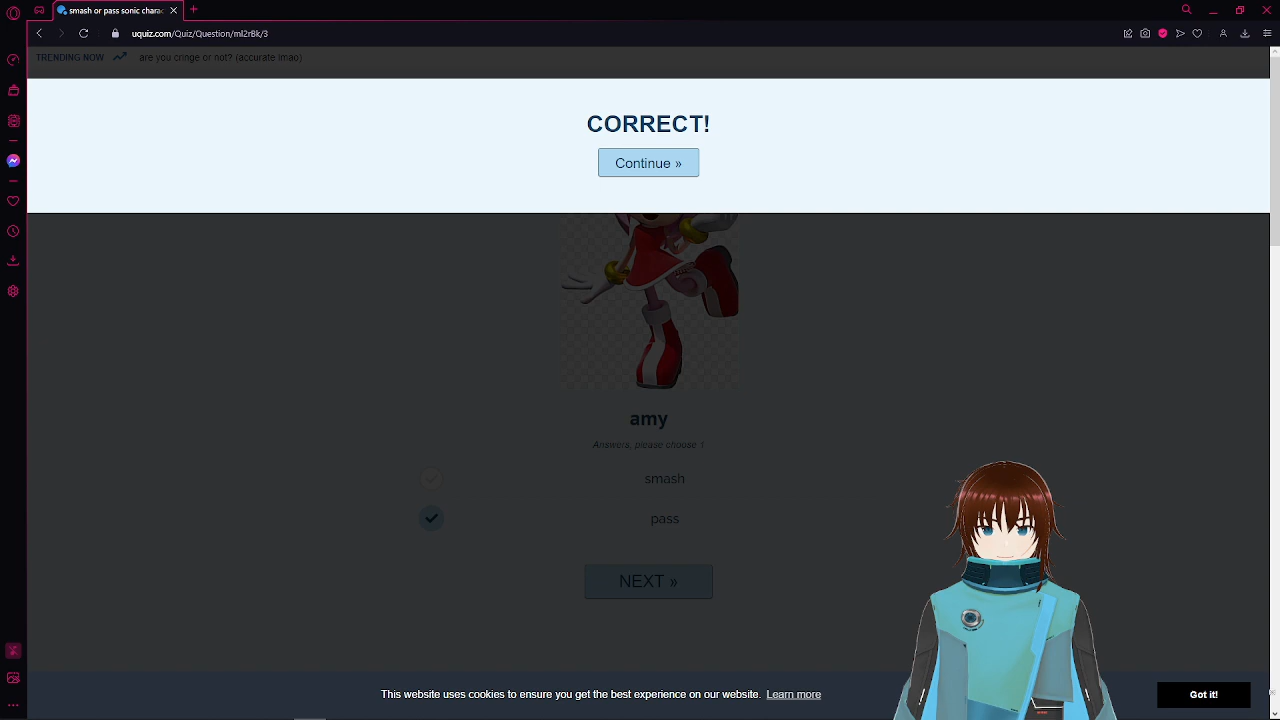 smash or pass sonic charac
uquiz.com/Quiz/Question/ml2rBk/3
TRENDING NOW are you cringe or not? (accurate lmao)
CORRECT!
Continue »
amy
Answers, please choose 1
smash
pass
NEXT »
This website uses cookies to ensure you get the best experience on our website. Learn more
Got it!